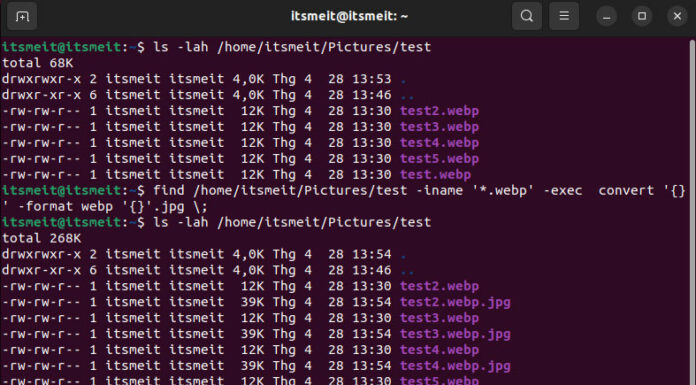 itsmeit@itsmeit: ~
itsmeit@itsmeit:~$ ls -lah /home/itsmeit/Pictures/test
total 68K
drwxrwxr-x 2 itsmeit itsmeit 4,0K Thg 4  28 13:53 .
drwxr-xr-x 6 itsmeit itsmeit 4,0K Thg 4  28 13:46 ..
-rw-rw-r-- 1 itsmeit itsmeit  12K Thg 4  28 13:30 test2.webp
-rw-rw-r-- 1 itsmeit itsmeit  12K Thg 4  28 13:30 test3.webp
-rw-rw-r-- 1 itsmeit itsmeit  12K Thg 4  28 13:30 test4.webp
-rw-rw-r-- 1 itsmeit itsmeit  12K Thg 4  28 13:30 test5.webp
-rw-rw-r-- 1 itsmeit itsmeit  12K Thg 4  28 13:30 test.webp
itsmeit@itsmeit:~$ find /home/itsmeit/Pictures/test -iname '*.webp' -exec  convert '{}
' -format webp '{}'.jpg \;
itsmeit@itsmeit:~$ ls -lah /home/itsmeit/Pictures/test
total 268K
drwxrwxr-x 2 itsmeit itsmeit 4,0K Thg 4  28 13:54 .
drwxr-xr-x 6 itsmeit itsmeit 4,0K Thg 4  28 13:46 ..
-rw-rw-r-- 1 itsmeit itsmeit  12K Thg 4  28 13:30 test2.webp
-rw-rw-r-- 1 itsmeit itsmeit  39K Thg 4  28 13:54 test2.webp.jpg
-rw-rw-r-- 1 itsmeit itsmeit  12K Thg 4  28 13:30 test3.webp
-rw-rw-r-- 1 itsmeit itsmeit  39K Thg 4  28 13:54 test3.webp.jpg
-rw-rw-r-- 1 itsmeit itsmeit  12K Thg 4  28 13:30 test4.webp
-rw-rw-r-- 1 itsmeit itsmeit  39K Thg 4  28 13:54 test4.webp.jpg
-rw-rw-r-- 1 itsmeit itsmeit  12K Thg 4  28 13:30 test5.webp